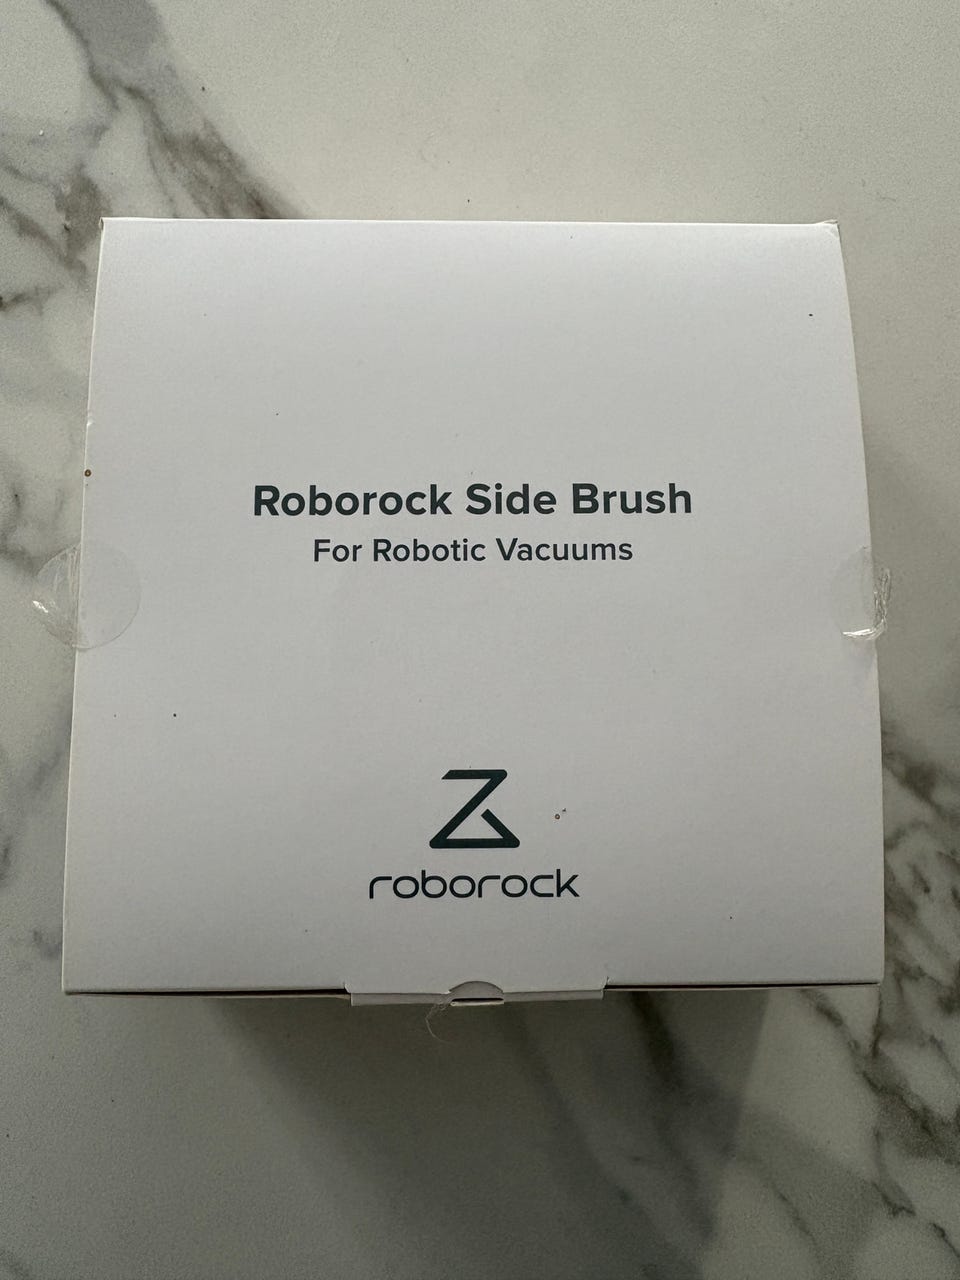 Roborock Side Brush
For Robotic Vacuums
roborock